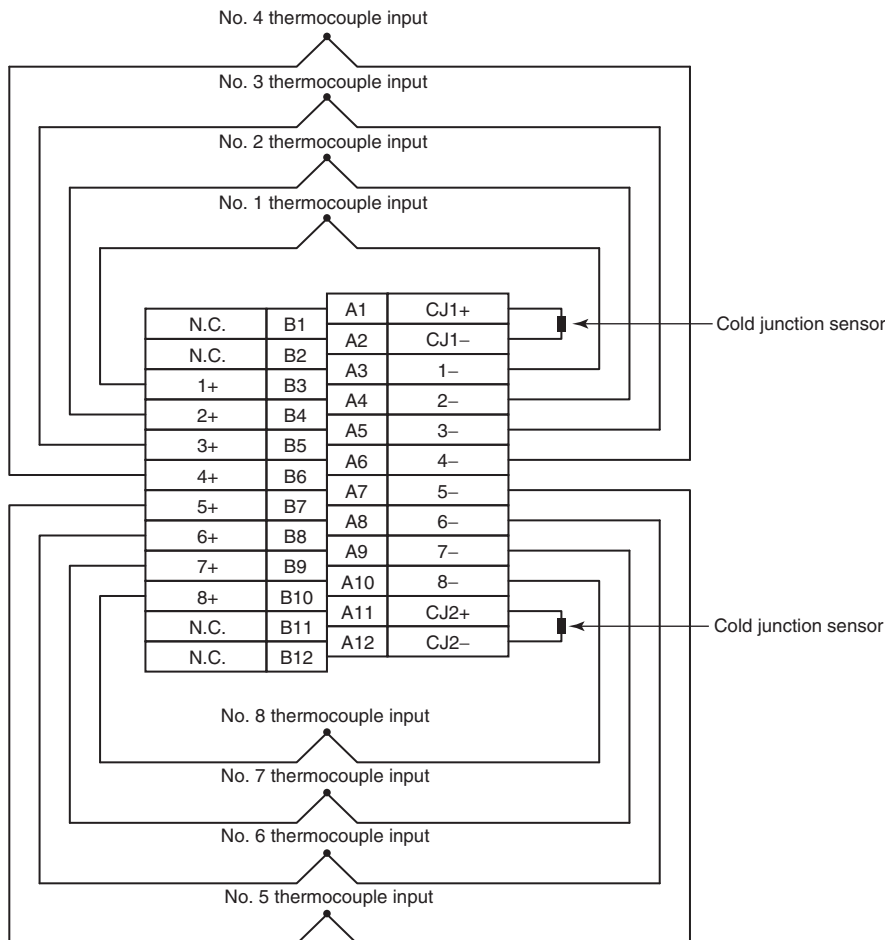 No. 4 thermocouple input
No. 3 thermocouple input
No. 2 thermocouple input
No. 1 thermocouple input
A1 CJ1+
N.C. B1
A2 CJ1–
N.C. B2
A3 1–
1+ B3
A4 2–
2+ B4
A5 3–
3+ B5
A6 4–
4+ B6
A7 5–
5+ B7
A8 6–
6+ B8
A9 7–
7+ B9
A10 8–
8+ B10
A11 CJ2+
N.C. B11
A12 CJ2–
N.C. B12
Cold junction sensor
Cold junction sensor
No. 8 thermocouple input
No. 7 thermocouple input
No. 6 thermocouple input
No. 5 thermocouple input